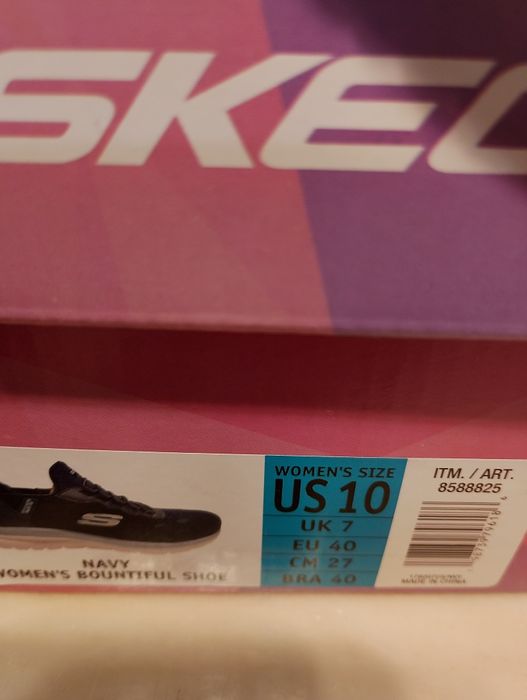 SKEC
WOMEN'S SIZE
US 10
UK 7
EU 40
CM 27
BRA 40
ITM. / ART.
8588825
MADE IN CHINA
S
NAVY
WOMEN'S BOUNTIFUL SHOE